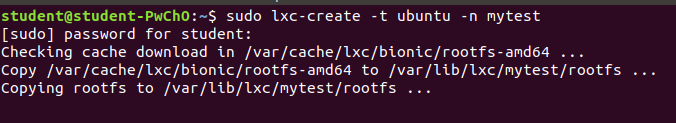 student@student-PwChO:~$ sudo lxc-create -t ubuntu -n mytest
[sudo] password for student:
Checking cache download in /var/cache/lxc/bionic/rootfs-amd64 ...
Copy /var/cache/lxc/bionic/rootfs-amd64 to /var/lib/lxc/mytest/rootfs ...
Copying rootfs to /var/lib/lxc/mytest/rootfs ...